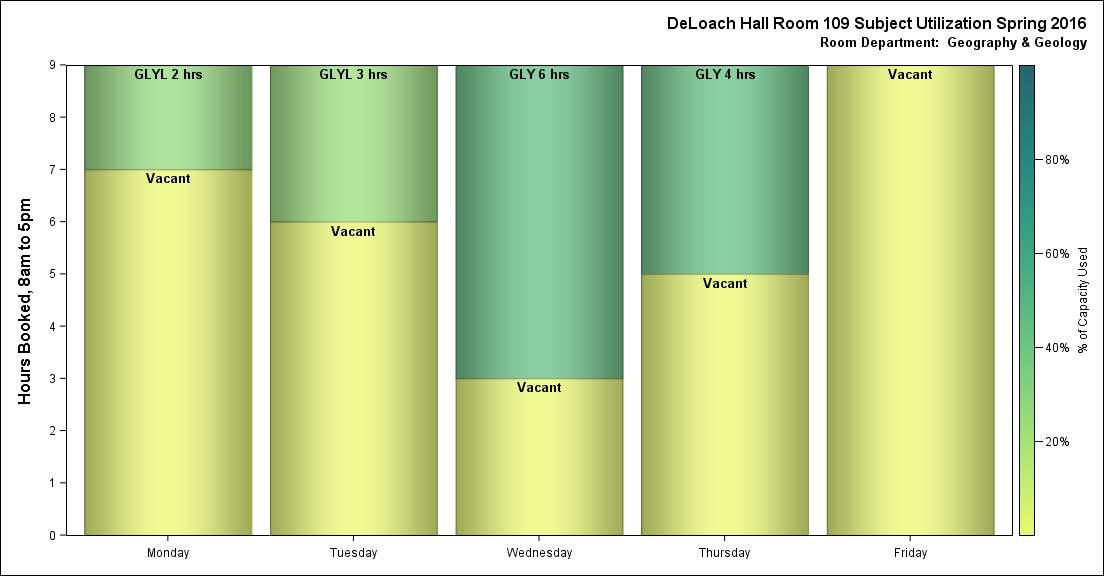 DeLoach Hall Room 109 Subject Utilization Spring 2016
Room Department:  Geography & Geology
Hours Booked, 8am to 5pm
9
8
7
6
5
4
3
2
1
0
GLYL 2 hrs
Vacant
GLYL 3 hrs
Vacant
GLY 6 hrs
Vacant
GLY 4 hrs
Vacant
Vacant
Monday
Tuesday
Wednesday
Thursday
Friday
80%
60%
40%
20%
% of Capacity Used